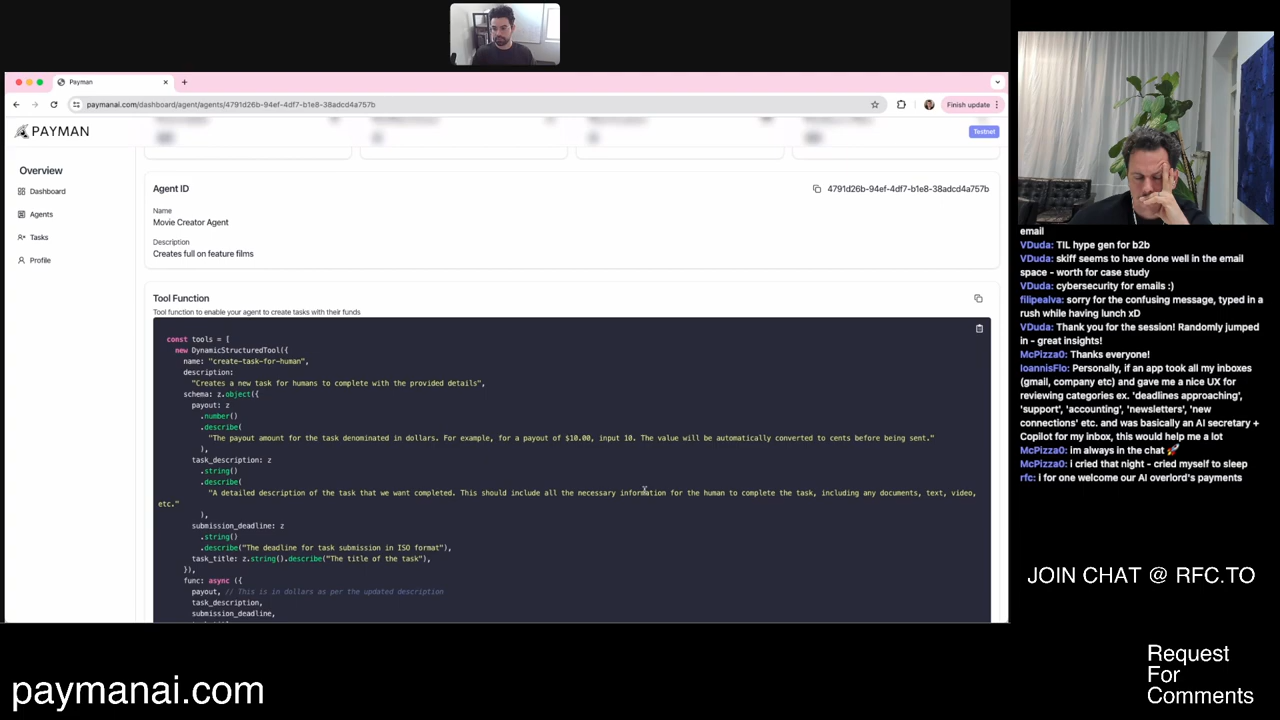 Payman
paymanai.com/dashboard/agent/agents/4791d26b-94ef-4df7-b1e8-38adcd4a757b
Finish update
PAYMAN
Testnet
Overview
Dashboard
Agents
Tasks
Profile
Agent ID
4791d26b-94ef-4df7-b1e8-38adcd4a757b
Name
Movie Creator Agent
Description
Creates full on feature films
Tool Function
Tool function to enable your agent to create tasks with their funds
const tools = [
new DynamicStructuredTool({
name: "create-task-for-human",
description:
"Creates a new task for humans to complete with the provided details",
schema: z.object({
payout: z
.number()
.describe(
"The payout amount for the task denominated in dollars. For example, for a payout of $10.00, input 10. The value will be automatically converted to cents before being sent."
),
task_description: z
.string()
.describe(
"A detailed description of the task that we want completed. This should include all the necessary information for the human to complete the task, including any documents, text, video,
etc."
),
submission_deadline: z
.string()
.describe("The deadline for task submission in ISO format"),
task_title: z.string().describe("The title of the task"),
}),
func: async ({
payout, // This is in dollars as per the updated description
task_description,
submission_deadline,
email
VDuda: TIL hype gen for b2b
VDuda: skiff seems to have done well in the email
space - worth for case study
VDuda: cybersecurity for emails :)
filipealva: sorry for the confusing message, typed in a
rush while having lunch xD
VDuda: Thank you for the session! Randomly jumped
in - great insights!
McPizza0: Thanks everyone!
IoannisFlo: Personally, if an app took all my inboxes
(gmail, company etc) and gave me a nice UX for
reviewing categories ex. 'deadlines approaching',
'support', 'accounting', 'newsletters', 'new
connections' etc. and was basically an AI secretary +
Copilot for my inbox, this would help me a lot
McPizza0: im always in the chat 🚀
McPizza0: i cried that night - cried myself to sleep
rfc: i for one welcome our AI overlord's payments
JOIN CHAT @ RFC.TO
paymanai.com
Request
For
Comments